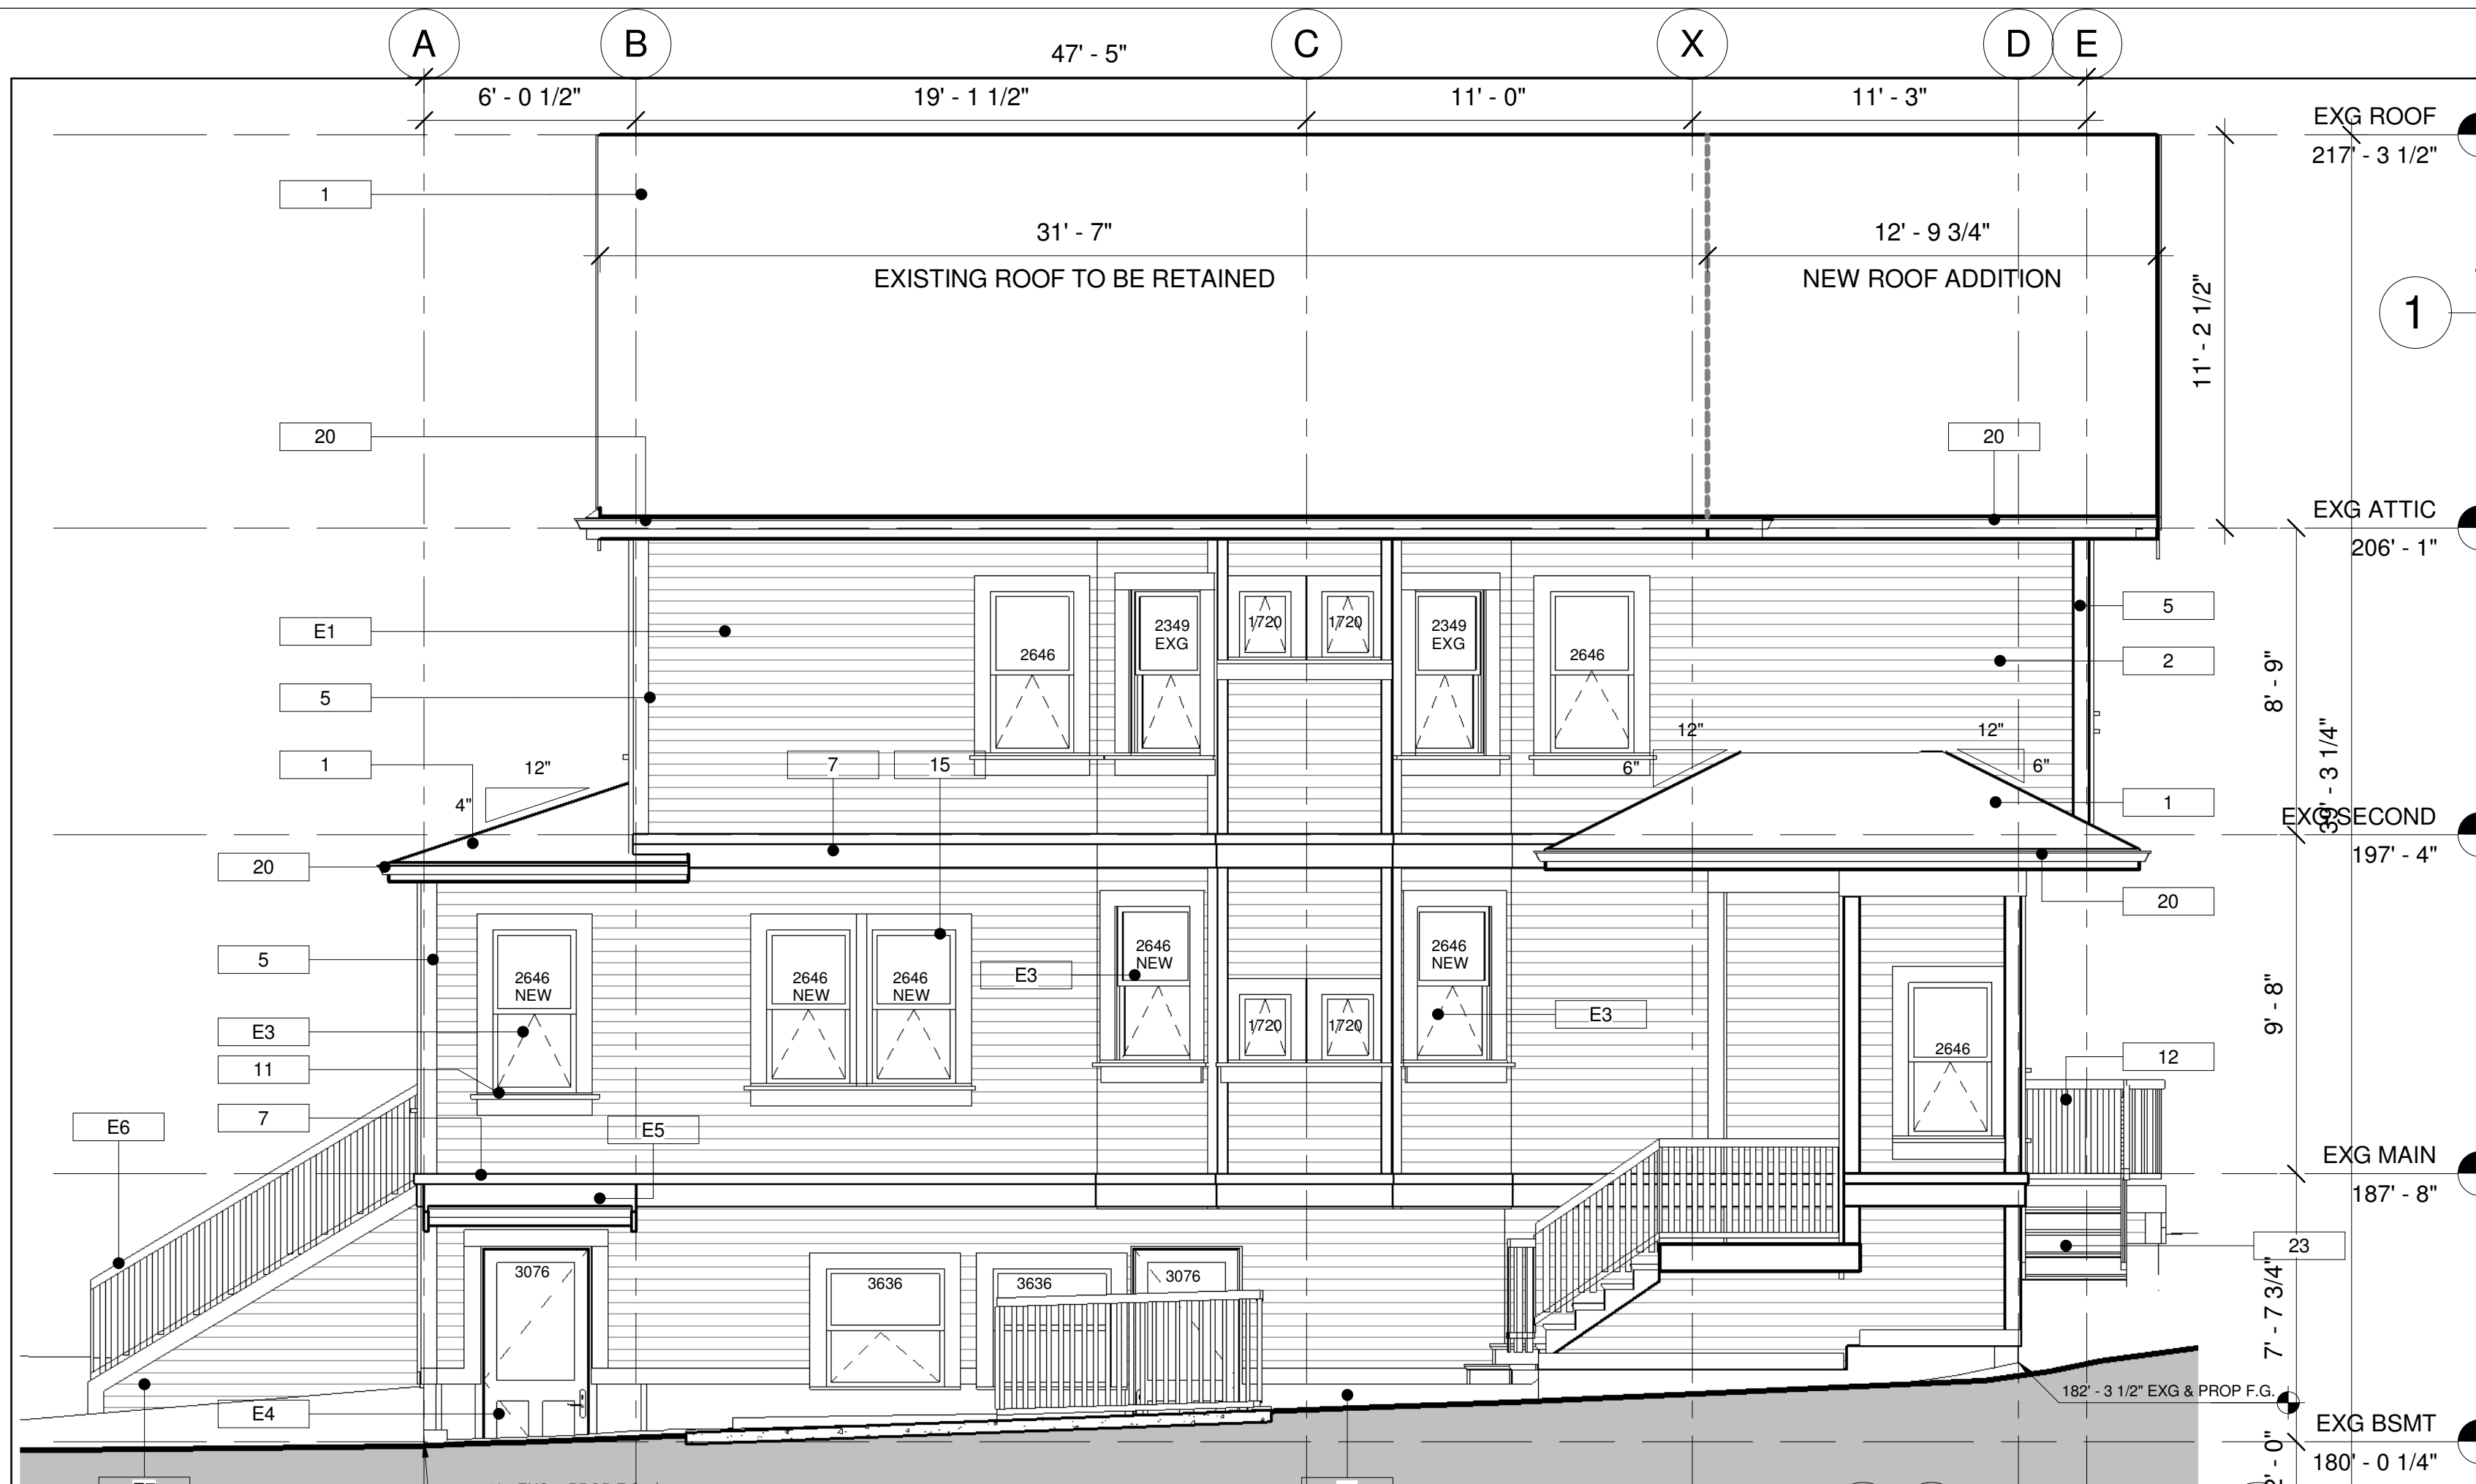 A
B
C
X
D
E
47' - 5"
6' - 0 1/2"
19' - 1 1/2"
11' - 0"
11' - 3"
EXG ROOF
217' - 3 1/2"
1
31' - 7"
12' - 9 3/4"
EXISTING ROOF TO BE RETAINED
NEW ROOF ADDITION
11' - 2 1/2"
1
20
20
EXG ATTIC
206' - 1"
E1
2646
2349
EXG
1720
1720
2349
EXG
2646
5
2
5
8' - 9"
1
12"
4"
7
15
12"
6"
12"
6"
1
39' - 3 1/4"
EXG SECOND
197' - 4"
20
20
5
2646
NEW
2646
NEW
2646
NEW
E3
2646
NEW
2646
NEW
E3
1720
1720
2646
9' - 8"
E3
11
7
E6
E5
12
EXG MAIN
187' - 8"
23
3076
3636
3636
3076
7' - 7 3/4"
E4
182' - 3 1/2" EXG & PROP F.G.
EXG BSMT
180' - 0 1/4"